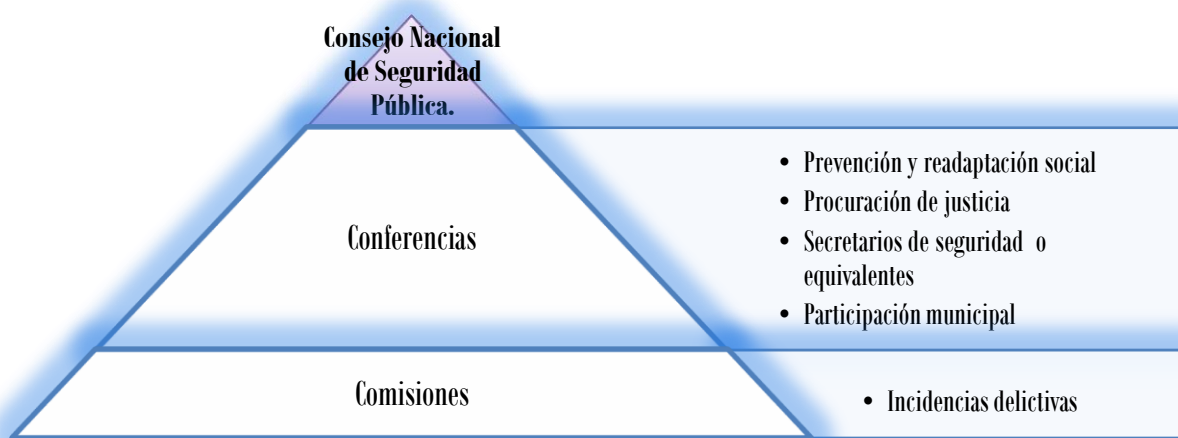 Consejo Nacional
de Seguridad
Pública.
Conferencias
• Prevención y readaptación social
• Procuración de justicia
• Secretarios de seguridad o
equivalentes
• Participación municipal
Comisiones
• Incidencias delictivas